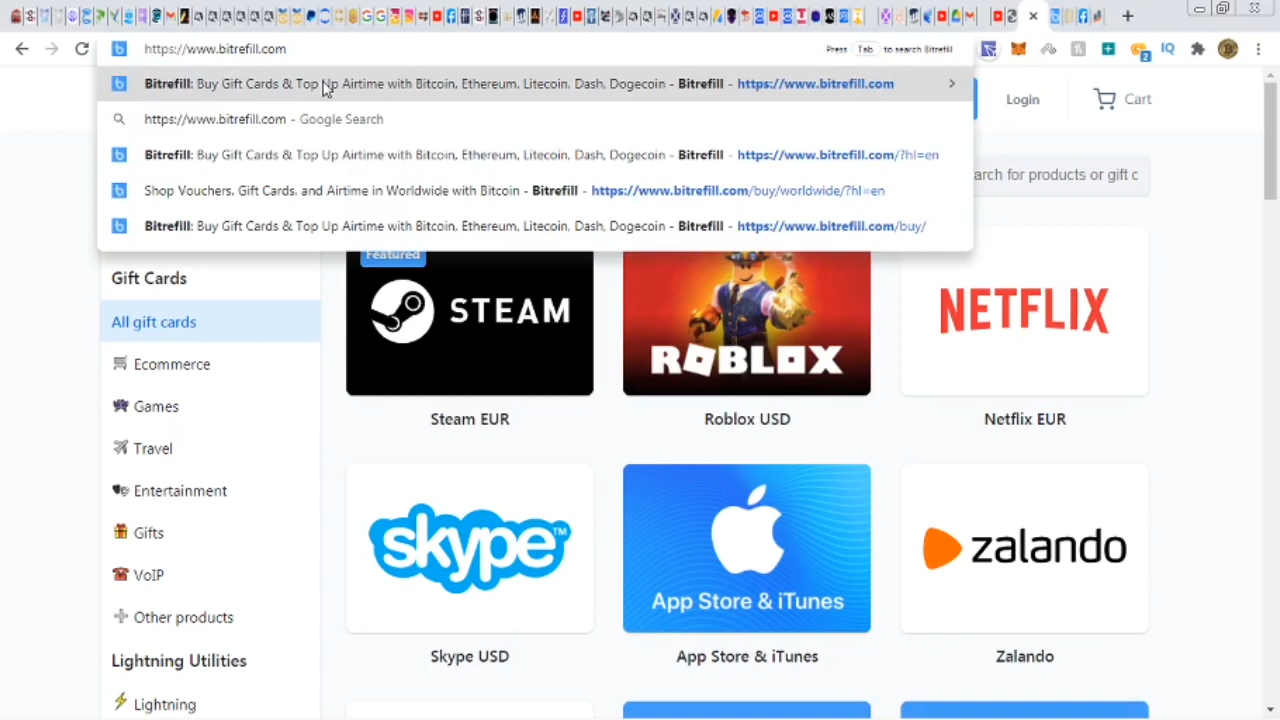 https://www.bitrefill.com
Press Tab to search Bitrefill
IQ
2
Bitrefill: Buy Gift Cards & Top Up Airtime with Bitcoin, Ethereum, Litecoin, Dash, Dogecoin - Bitrefill - https://www.bitrefill.com
https://www.bitrefill.com - Google Search
Bitrefill: Buy Gift Cards & Top Up Airtime with Bitcoin, Ethereum, Litecoin, Dash, Dogecoin - Bitrefill - https://www.bitrefill.com/?hl=en
Shop Vouchers, Gift Cards, and Airtime in Worldwide with Bitcoin - Bitrefill - https://www.bitrefill.com/buy/worldwide/?hl=en
Bitrefill: Buy Gift Cards & Top Up Airtime with Bitcoin, Ethereum, Litecoin, Dash, Dogecoin - Bitrefill - https://www.bitrefill.com/buy/
Login
Cart
arch for products or gift c
Gift Cards
All gift cards
Ecommerce
Games
Travel
Entertainment
Gifts
VoIP
Other products
Lightning Utilities
Lightning
Featured
STEAM
Steam EUR
ROBLOX
Roblox USD
NETFLIX
Netflix EUR
skype™
Skype USD
App Store & iTunes
App Store & iTunes
zalando
Zalando